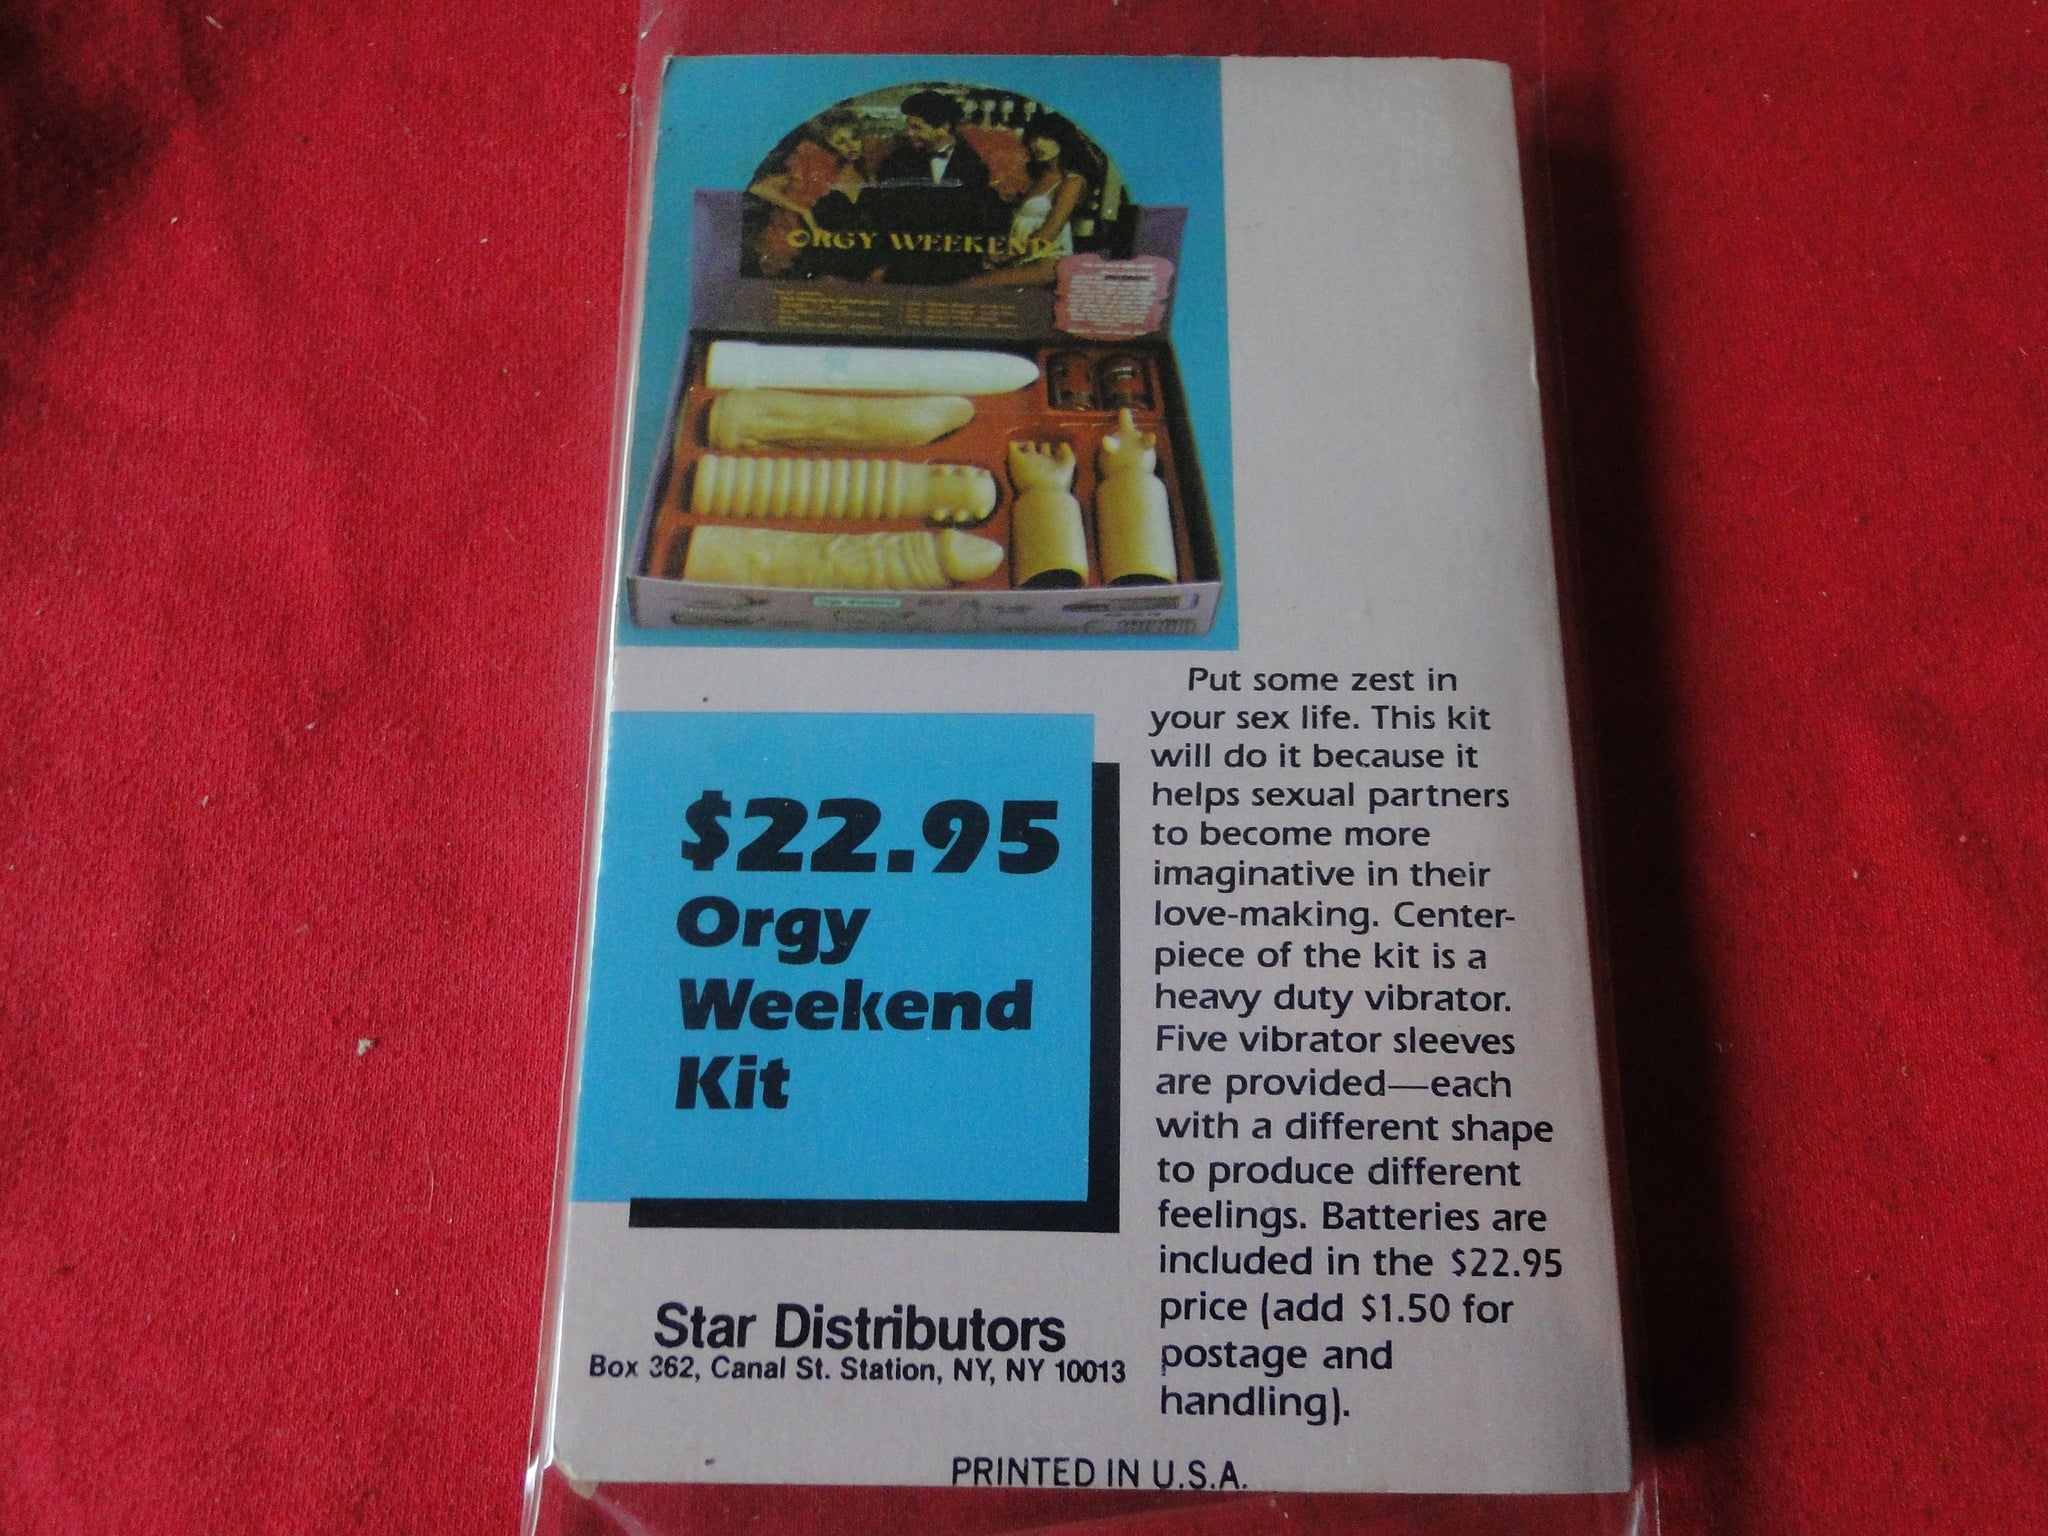 ORGY WEEKEND
Put some zest in
your sex life. This kit
will do it because it
helps sexual partners
to become more
imaginative in their
love-making. Center-
piece of the kit is a
heavy duty vibrator.
Five vibrator sleeves
are provided—each
with a different shape
to produce different
feelings. Batteries are
included in the $22.95
price (add $1.50 for
postage and
handling).
$22.95
Orgy
Weekend
Kit
Star Distributors
Box 362, Canal St. Station, NY, NY 10013
PRINTED IN U.S.A.